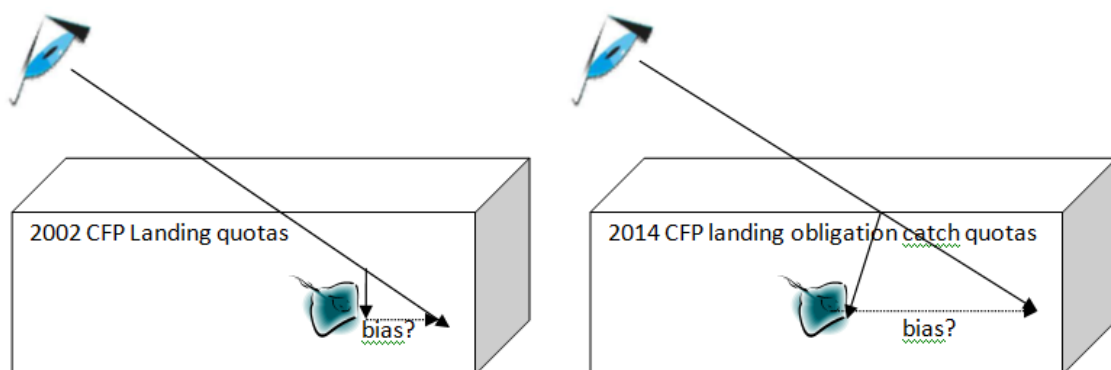 2002 CFP Landing quotas
bias?
2014 CFP landing obligation catch quotas
bias?